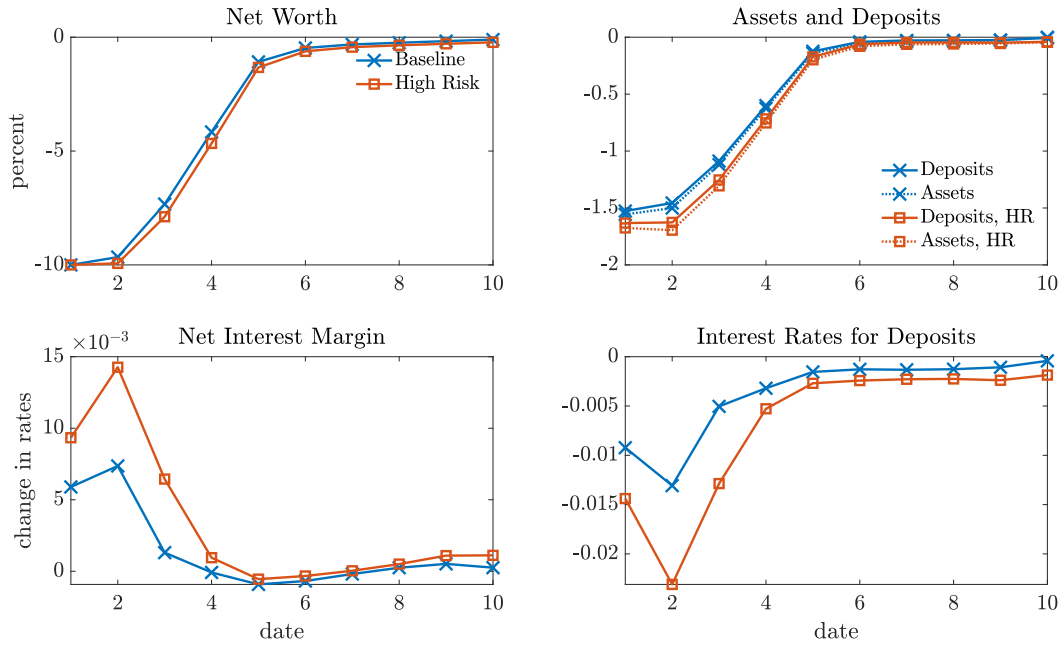 Net Worth
0
-5
-10
percent
2
4
6
8
10
Baseline
High Risk
Assets and Deposits
0
-0.5
-1
-1.5
-2
2
4
6
8
10
Deposits
Assets
Deposits, HR
Assets, HR
×10⁻³
Net Interest Margin
15
10
5
0
change in rates
2
4
6
8
10
date
Interest Rates for Deposits
0
-0.005
-0.01
-0.015
-0.02
2
4
6
8
10
date